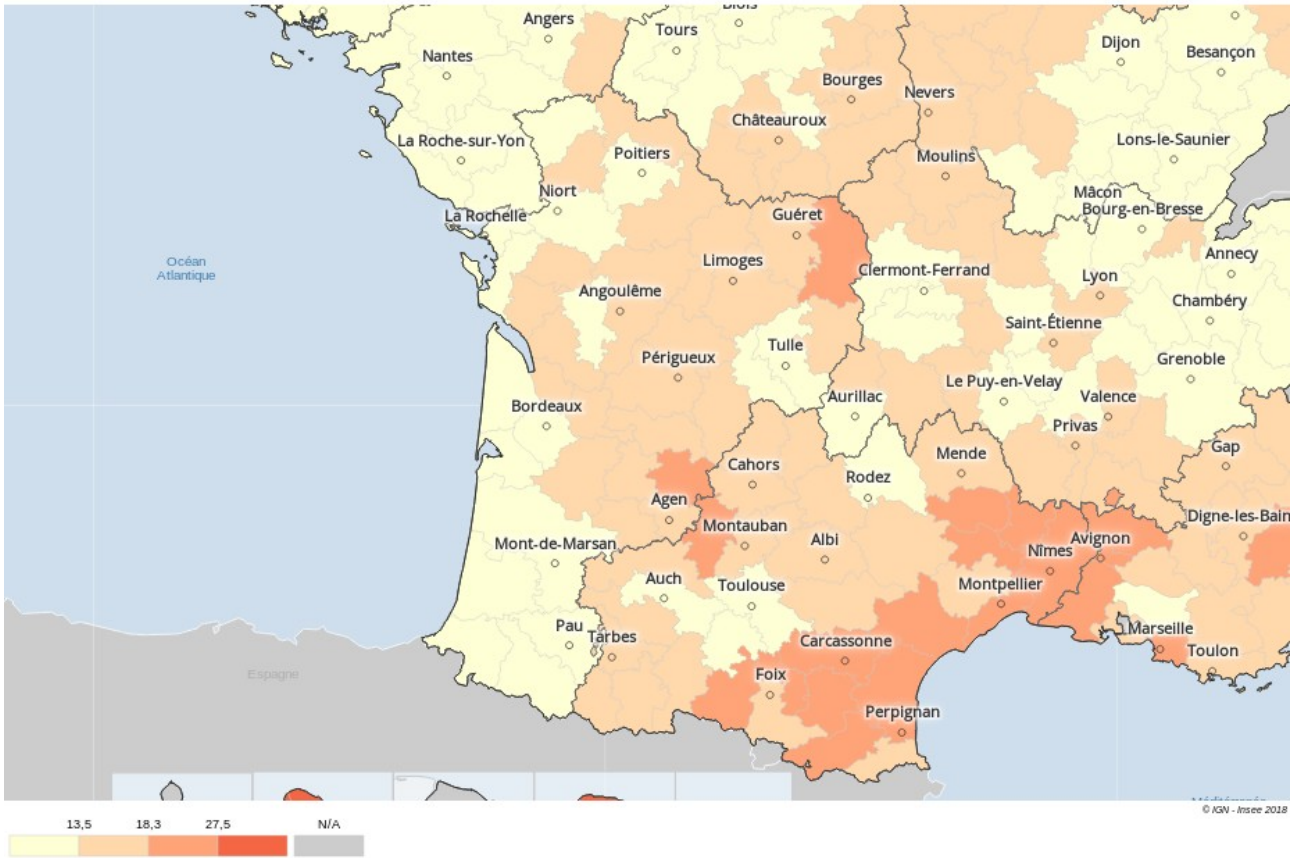 Blois
Angers
Tours
Nantes
Dijon
Besançon
Bourges
Nevers
Châteauroux
La Roche-sur-Yon
Poitiers
Moulins
Lons-le-Saunier
Niort
Mâcon
La Rochelle
Guéret
Bourg-en-Bresse
Océan
Atlantique
Limoges
Clermont-Ferrand
Annecy
Lyon
Angoulême
Chambéry
Saint-Étienne
Tulle
Périgueux
Grenoble
Le Puy-en-Velay
Aurillac
Valence
Bordeaux
Privas
Mende
Gap
Cahors
Rodez
Agen
Digne-les-Bain
Montauban
Albi
Avignon
Mont-de-Marsan
Nîmes
Auch
Toulouse
Montpellier
Pau
Tarbes
Marseille
Carcassonne
Toulon
Espagne
Foix
Perpignan
© IGN - Insee 2018
13,5 18,3 27,5 N/A